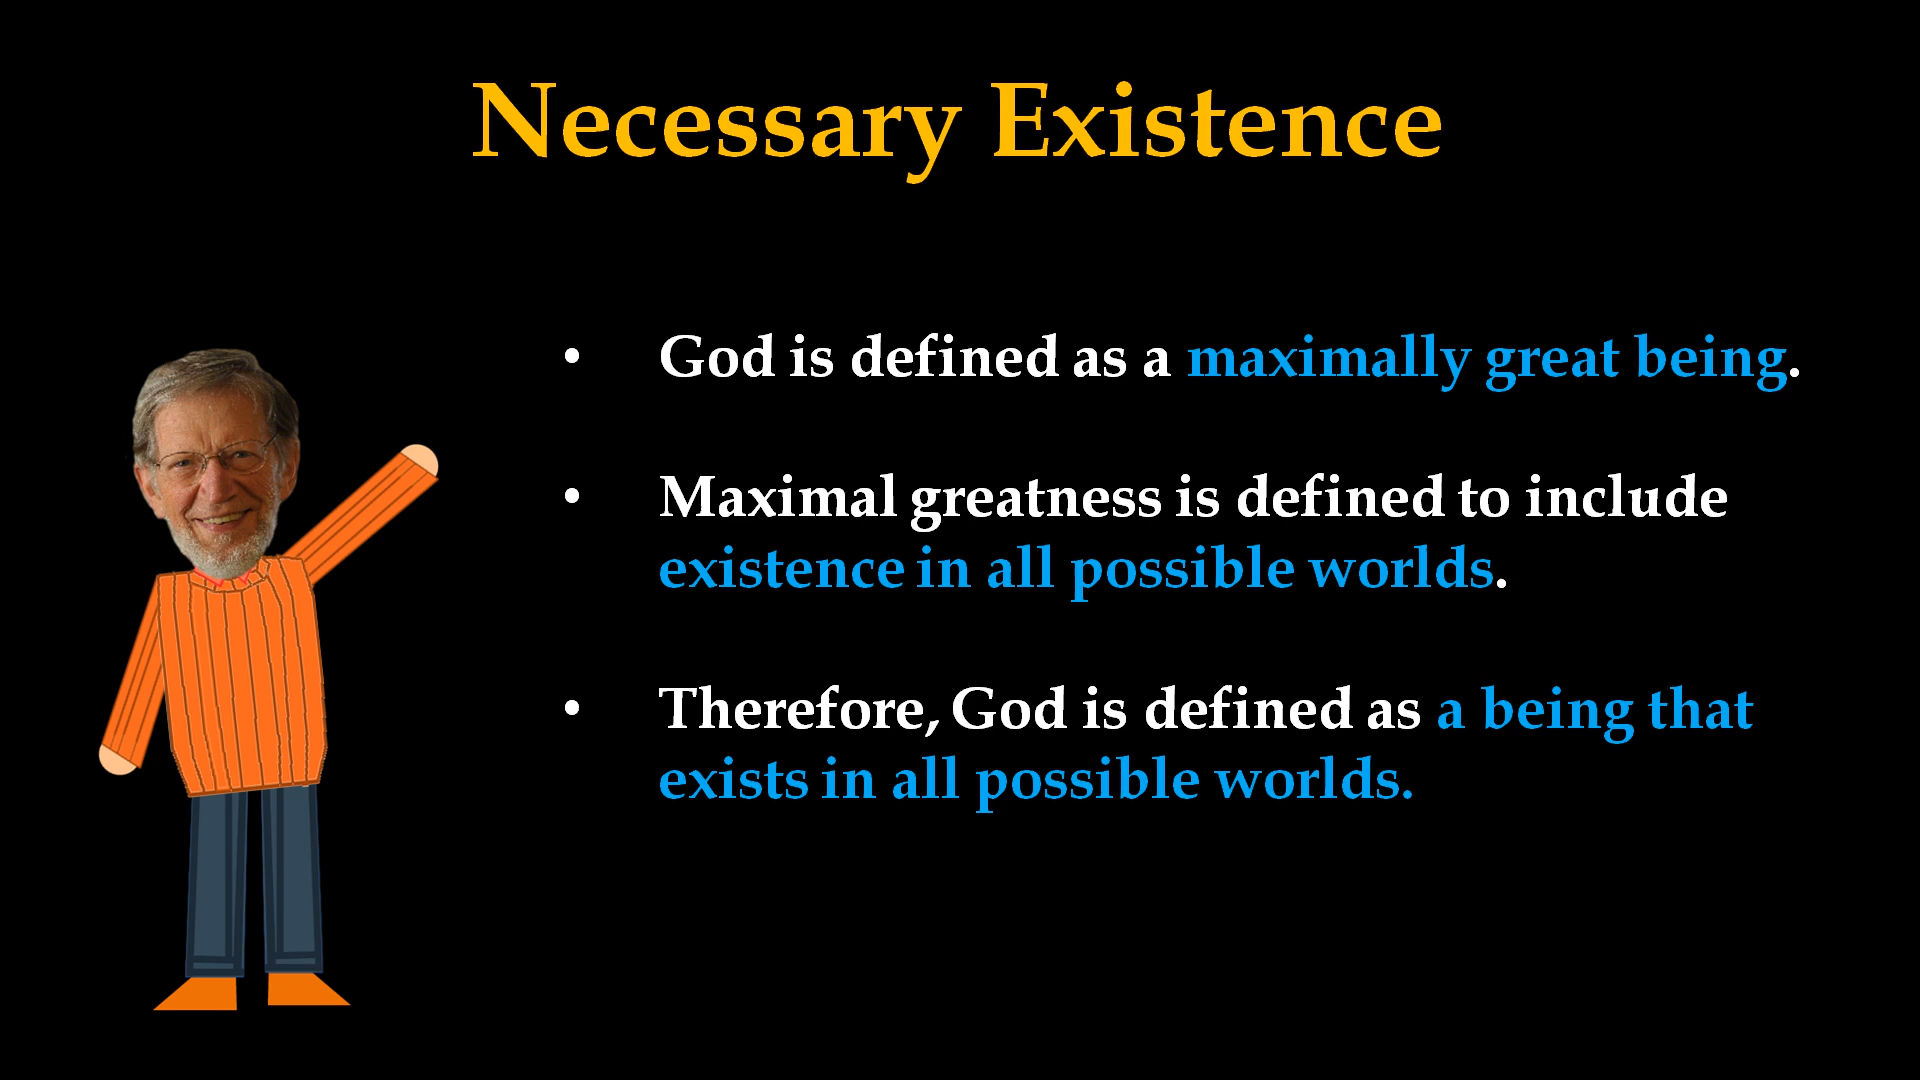 Necessary Existence
• God is defined as a maximally great being.
• Maximal greatness is defined to include
existence in all possible worlds.
• Therefore, God is defined as a being that
exists in all possible worlds.